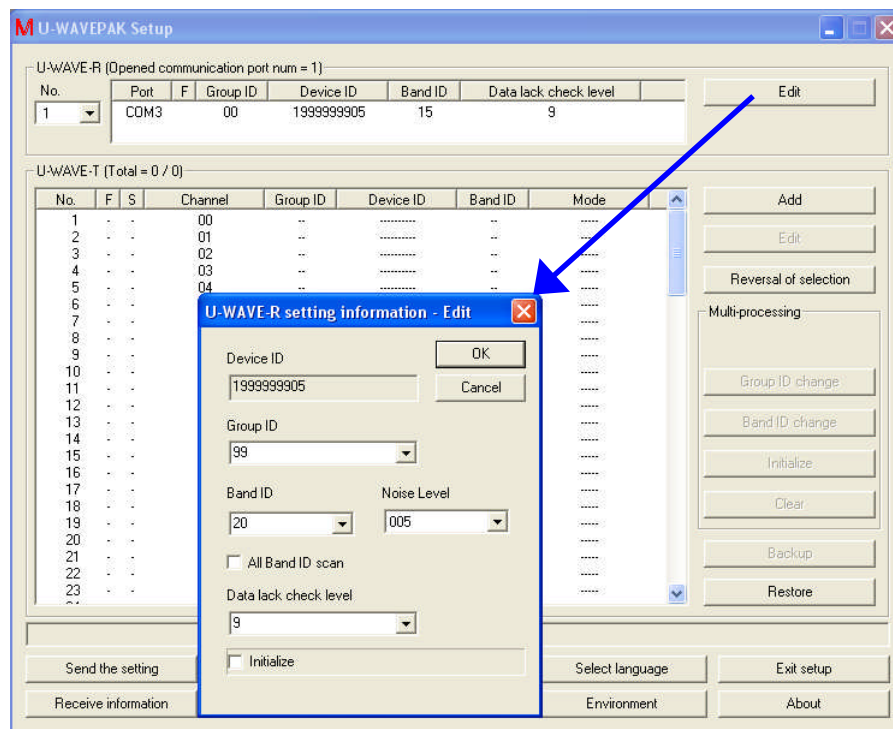 U-WAVEPAK Setup
U-WAVE-R (Opened communication port num = 1)
No. Port F Group ID Device ID Band ID Data lack check level
1 COM3 00 1999999905 15 9
Edit
U-WAVE-T (Total = 0 / 0)
No. F S Channel Group ID Device ID Band ID Mode
1 - - 00 -- ---------- -- -----
2 - - 01 -- ---------- -- -----
3 - - 02 -- ---------- -- -----
4 - - 03 -- ---------- -- -----
5 - - 04 -- ---------- -- -----
6 - - -----
7 - - -----
8 - - -----
9 - - -----
10 - - -----
11 - - -----
12 - - -----
13 - - -----
14 - - -----
15 - - -----
16 - - -----
17 - - -----
18 - - -----
19 - - -----
20 - - -----
21 - - -----
22 - - -----
23 - - -----
Add
Edit
Reversal of selection
Multi-processing
Group ID change
Band ID change
Initialize
Clear
Backup
Restore
U-WAVE-R setting information - Edit
OK
Device ID
1999999905
Cancel
Group ID
99
Band ID Noise Level
20 005
All Band ID scan
Data lack check level
9
Initialize
Send the setting Select language Exit setup
Receive information Environment About